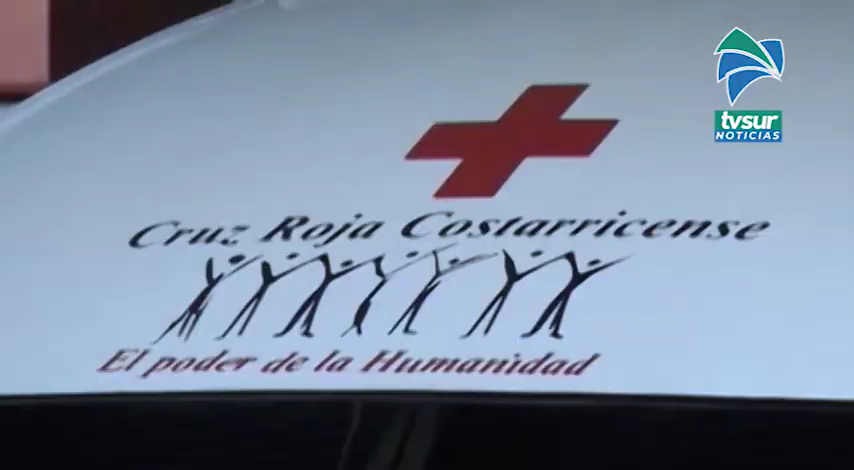 tvsur
NOTICIAS
Cruz Roja Costarricense
El poder de la Humanidad